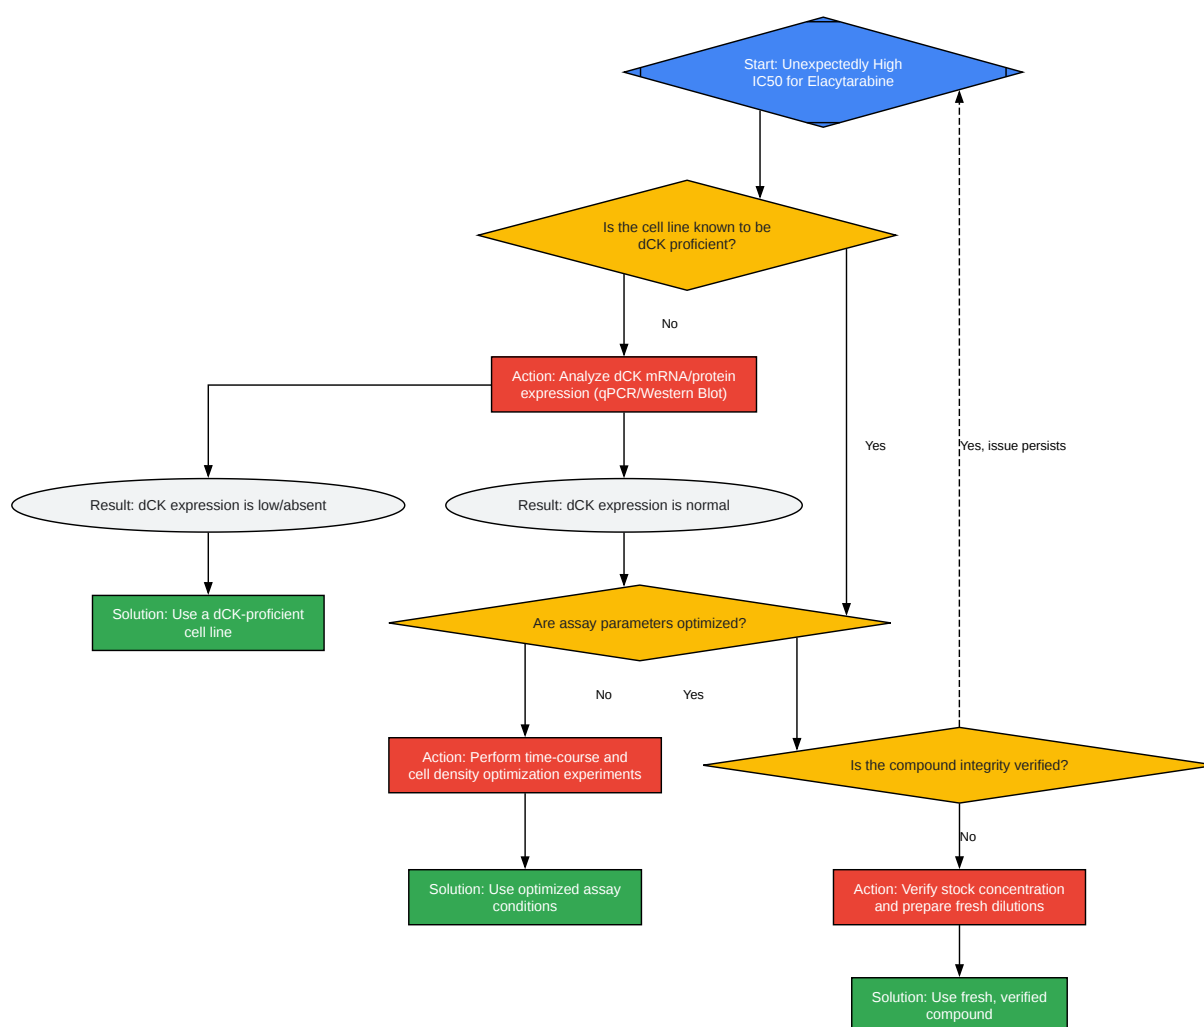 Start: Unexpectedly High
IC50 for Elacytarabine
Is the cell line known to be
dCK proficient?
No
Action: Analyze dCK mRNA/protein
expression (qPCR/Western Blot)
Yes
Yes, issue persists
Result: dCK expression is low/absent
Result: dCK expression is normal
Solution: Use a dCK-proficient
cell line
Are assay parameters optimized?
No
Yes
Action: Perform time-course and
cell density optimization experiments
Is the compound integrity verified?
No
Solution: Use optimized assay
conditions
Action: Verify stock concentration
and prepare fresh dilutions
Solution: Use fresh, verified
compound